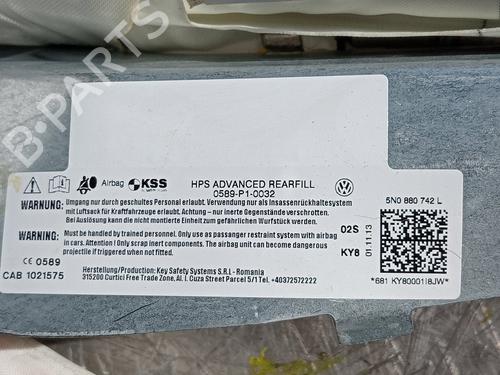 B-PARTS
Airbag KSS HPS ADVANCED REARFILL
0589-P1-0032
WARNUNG: Umgang nur durch geschultes Personal erlaubt. Verwendung nur als Insassenrückhaltesystem
mit Luftsack für Kraftfahrzeuge erlaubt. Achtung – nur inerte Gegenstände verschrotten.
Bei Auslösung kann die nicht montierte Einheit zum gefährlichen Wurfstück werden.
WARNING: Must be handled by trained personnel. Only use as passenger restraint system with airbag
in cars. Attention ! Only scrap inert components. The airbag unit can become dangerous
projectile if triggered when not assembled.
CE 0589
CAB 1021575
Herstellung/Production: Key Safety Systems S.R.L - Romania
315200 Curtici Free Trade Zone, Al. I. Cuza Street Parcel 5/1 Tel. +40372572222
5N0 880 742 L
02S
KY8
01.11.13
*681 KY80001I8JW*